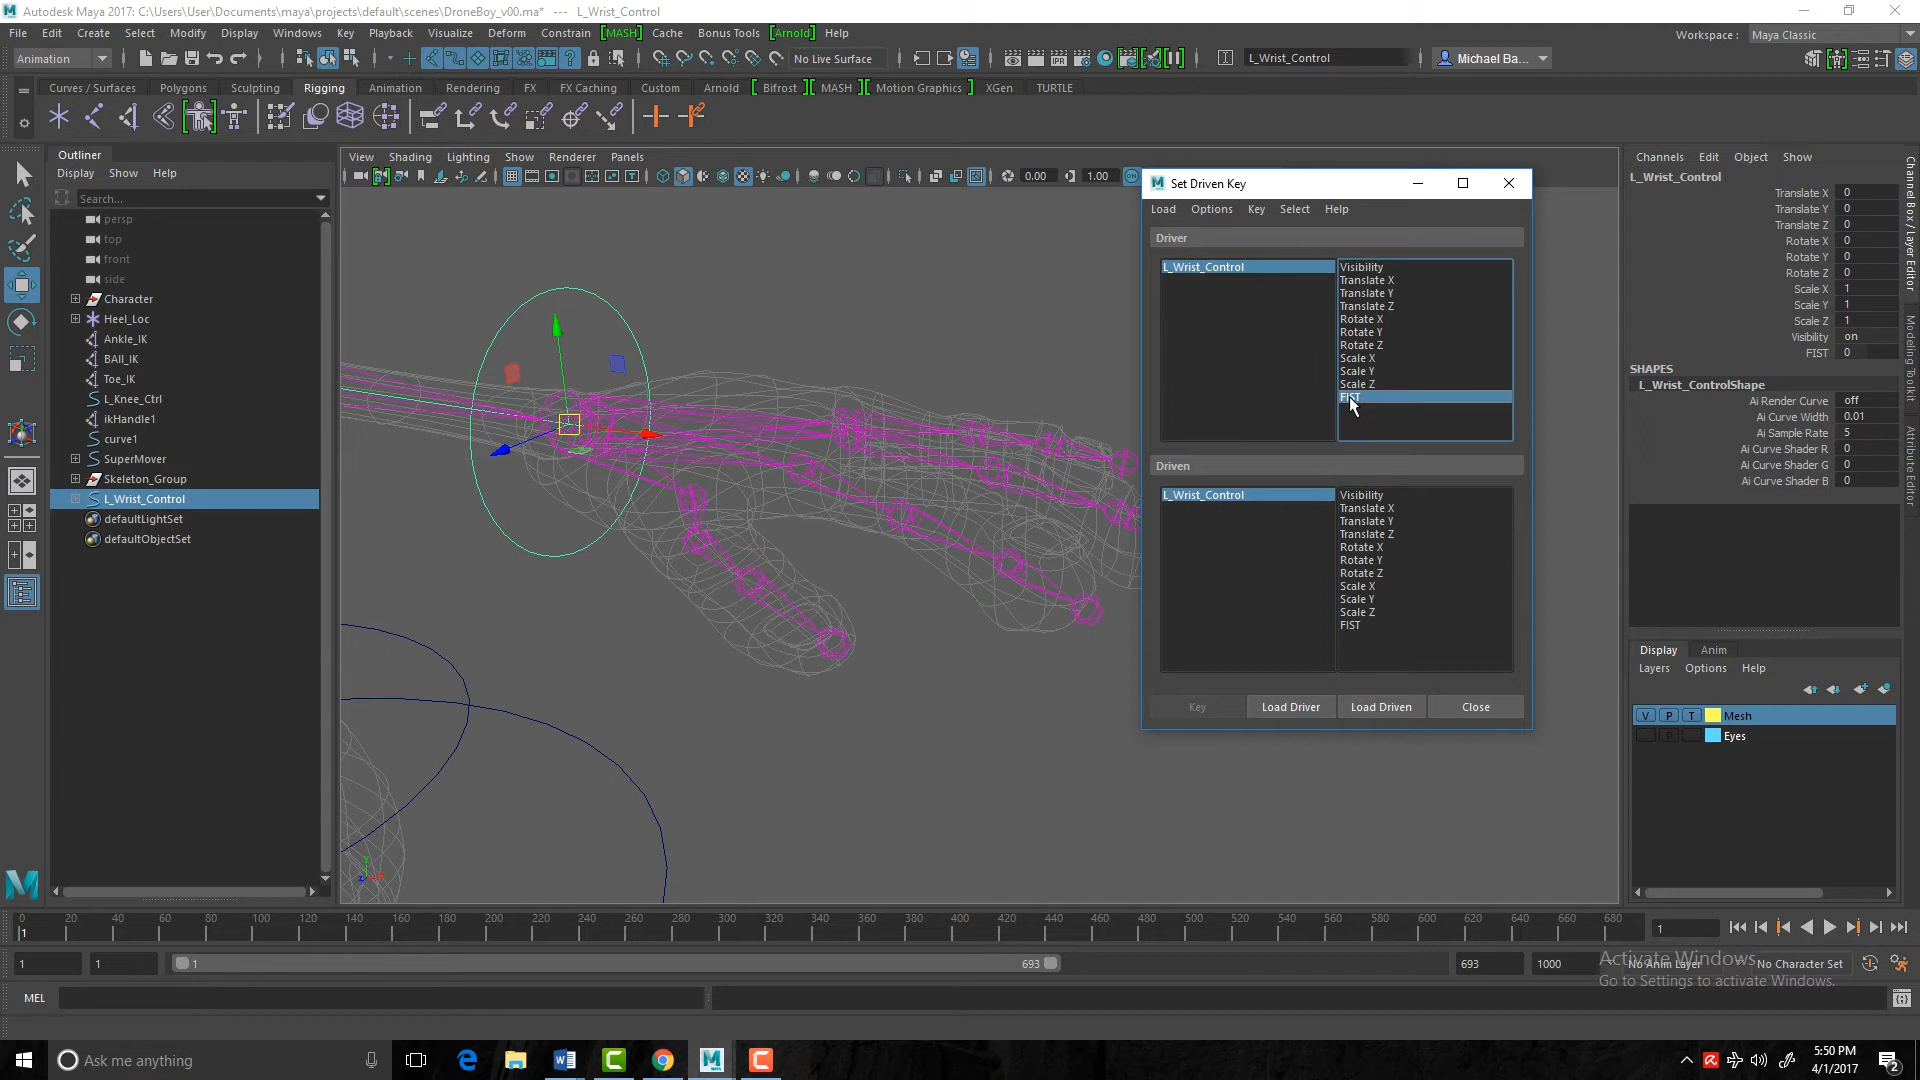 Autodesk Maya 2017: C:\Users\User\Documents\maya\projects\default\scenes\DroneBoy_v00.ma* --- L_Wrist_Control
File Edit Create Select Modify Display Windows Key Playback Visualize Deform Constrain [MASH] Cache Bonus Tools [Arnold] Help
Workspace : Maya Classic
Animation
No Live Surface
IPR
L_Wrist_Control
Michael Ba...
Curves / Surfaces Polygons Sculpting Rigging Animation Rendering FX FX Caching Custom Arnold Bifrost MASH Motion Graphics XGen TURTLE
Outliner
Display Show Help
Search...
persp
top
front
side
Character
Heel_Loc
Ankle_IK
BAll_IK
Toe_IK
L_Knee_Ctrl
ikHandle1
curve1
SuperMover
Skeleton_Group
L_Wrist_Control
defaultLightSet
defaultObjectSet
View Shading Lighting Show Renderer Panels
0.00 1.00
Set Driven Key
Load Options Key Select Help
Driver
L_Wrist_Control
Visibility
Translate X
Translate Y
Translate Z
Rotate X
Rotate Y
Rotate Z
Scale X
Scale Y
Scale Z
FIST
Driven
L_Wrist_Control
Visibility
Translate X
Translate Y
Translate Z
Rotate X
Rotate Y
Rotate Z
Scale X
Scale Y
Scale Z
FIST
Key Load Driver Load Driven Close
Channels Edit Object Show
L_Wrist_Control
Translate X 0
Translate Y 0
Translate Z 0
Rotate X 0
Rotate Y 0
Rotate Z 0
Scale X 1
Scale Y 1
Scale Z 1
Visibility on
FIST 0
SHAPES
L_Wrist_ControlShape
Ai Render Curve off
Ai Curve Width 0.01
Ai Sample Rate 5
Ai Curve Shader R 0
Ai Curve Shader G 0
Ai Curve Shader B 0
Channel Box / Layer Editor
Modeling Toolkit
Attribute Editor
Display Anim
Layers Options Help
V P T Mesh
P Eyes
0 20 40 60 80 100 120 140 160 180 200 220 240 260 280 300 320 340 360 380 400 420 440 460 480 500 520 540 560 580 600 620 640 660 680
1
1
1 1 1 693 693 1000 No Anim Layer No Character Set
Activate Windows
Go to Settings to activate Windows.
MEL
Ask me anything
5:50 PM
4/1/2017
2